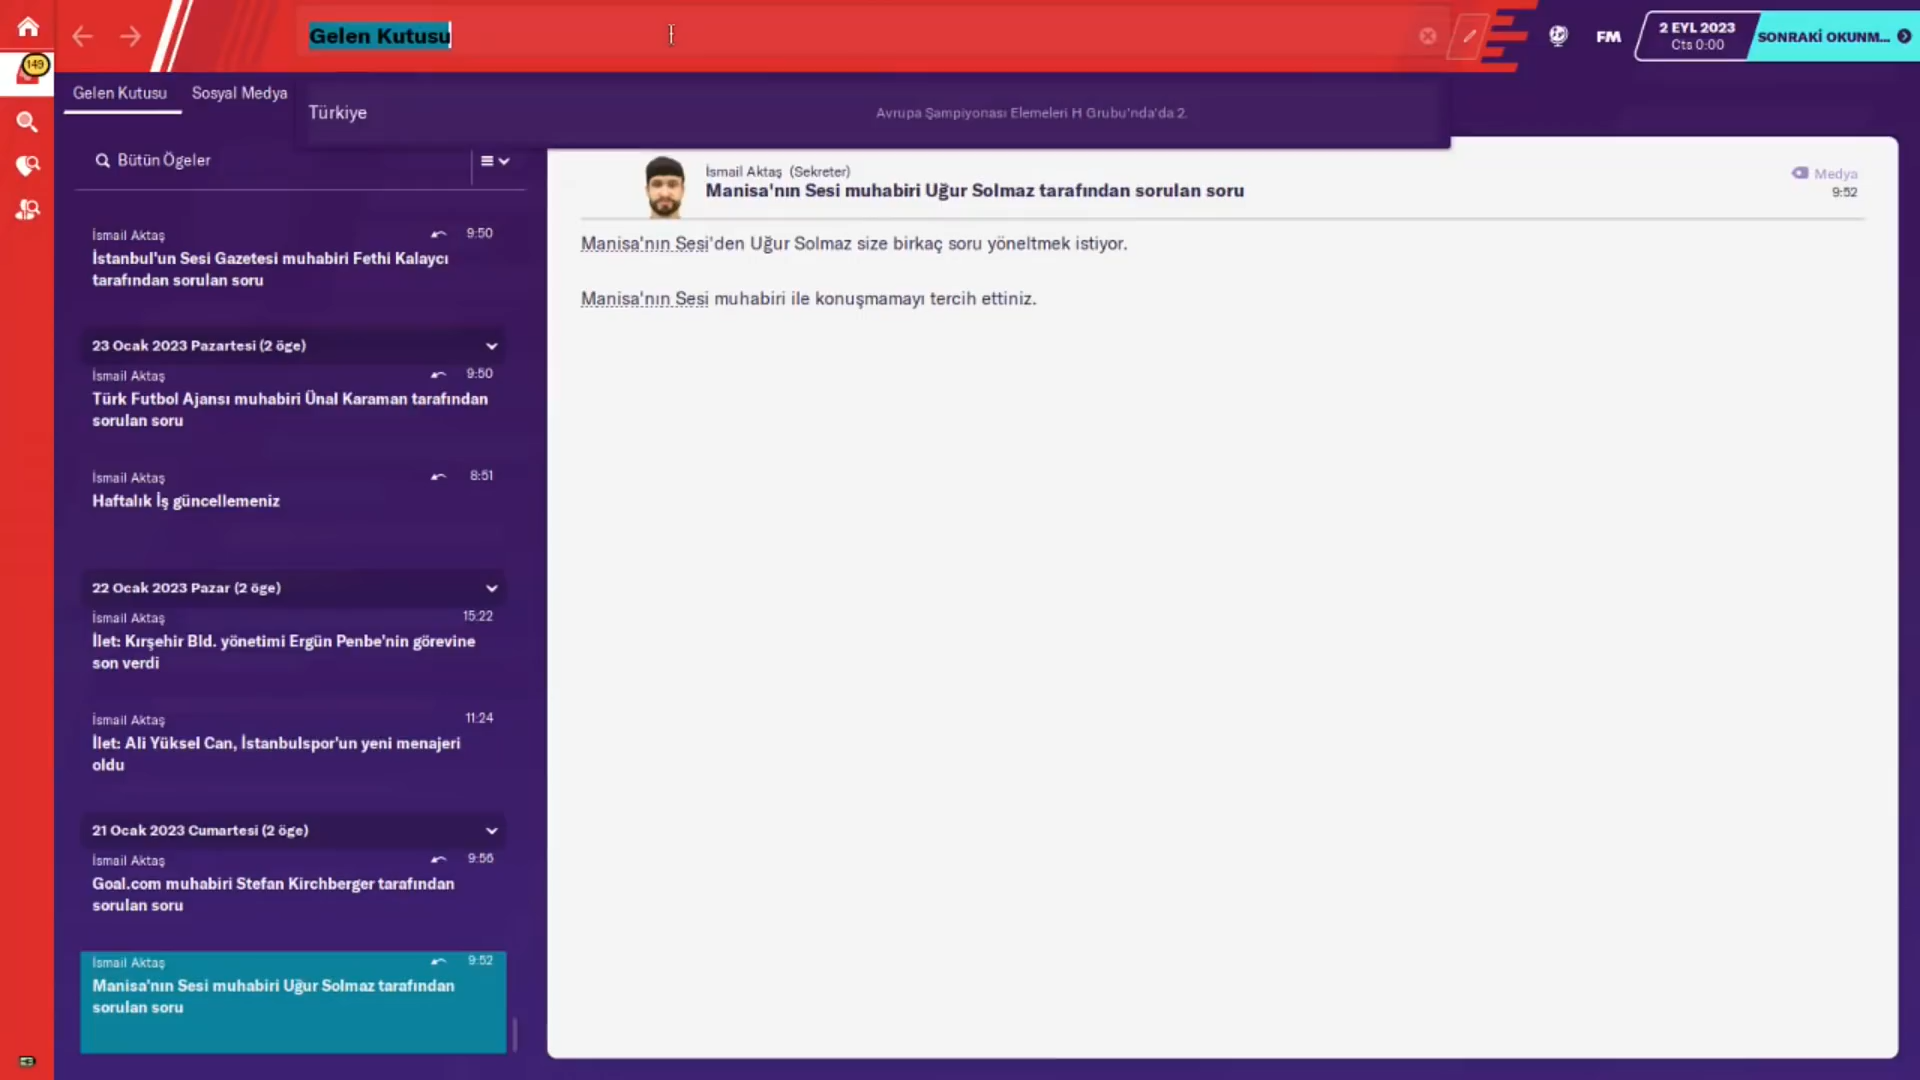 Gelen Kutusu
FM
2 EYL 2023
Cts 0:00
SONRAKİ OKUNM...
149
Gelen Kutusu
Sosyal Medya
Türkiye
Avrupa Şampiyonası Elemeleri H Grubu'nda'da 2.
Bütün Ögeler
İsmail Aktaş
9:50
İstanbul'un Sesi Gazetesi muhabiri Fethi Kalaycı
tarafından sorulan soru
23 Ocak 2023 Pazartesi (2 öge)
İsmail Aktaş
9:50
Türk Futbol Ajansı muhabiri Ünal Karaman tarafından
sorulan soru
İsmail Aktaş
8:51
Haftalık İş güncellemeniz
22 Ocak 2023 Pazar (2 öge)
İsmail Aktaş
15:22
İlet: Kırşehir Bld. yönetimi Ergün Penbe'nin görevine
son verdi
İsmail Aktaş
11:24
İlet: Ali Yüksel Can, İstanbulspor'un yeni menajeri
oldu
21 Ocak 2023 Cumartesi (2 öge)
İsmail Aktaş
9:56
Goal.com muhabiri Stefan Kirchberger tarafından
sorulan soru
İsmail Aktaş
9:52
Manisa'nın Sesi muhabiri Uğur Solmaz tarafından
sorulan soru
İsmail Aktaş (Sekreter)
Manisa'nın Sesi muhabiri Uğur Solmaz tarafından sorulan soru
Medya
9:52
Manisa'nın Sesi'den Uğur Solmaz size birkaç soru yöneltmek istiyor.
Manisa'nın Sesi muhabiri ile konuşmamayı tercih ettiniz.